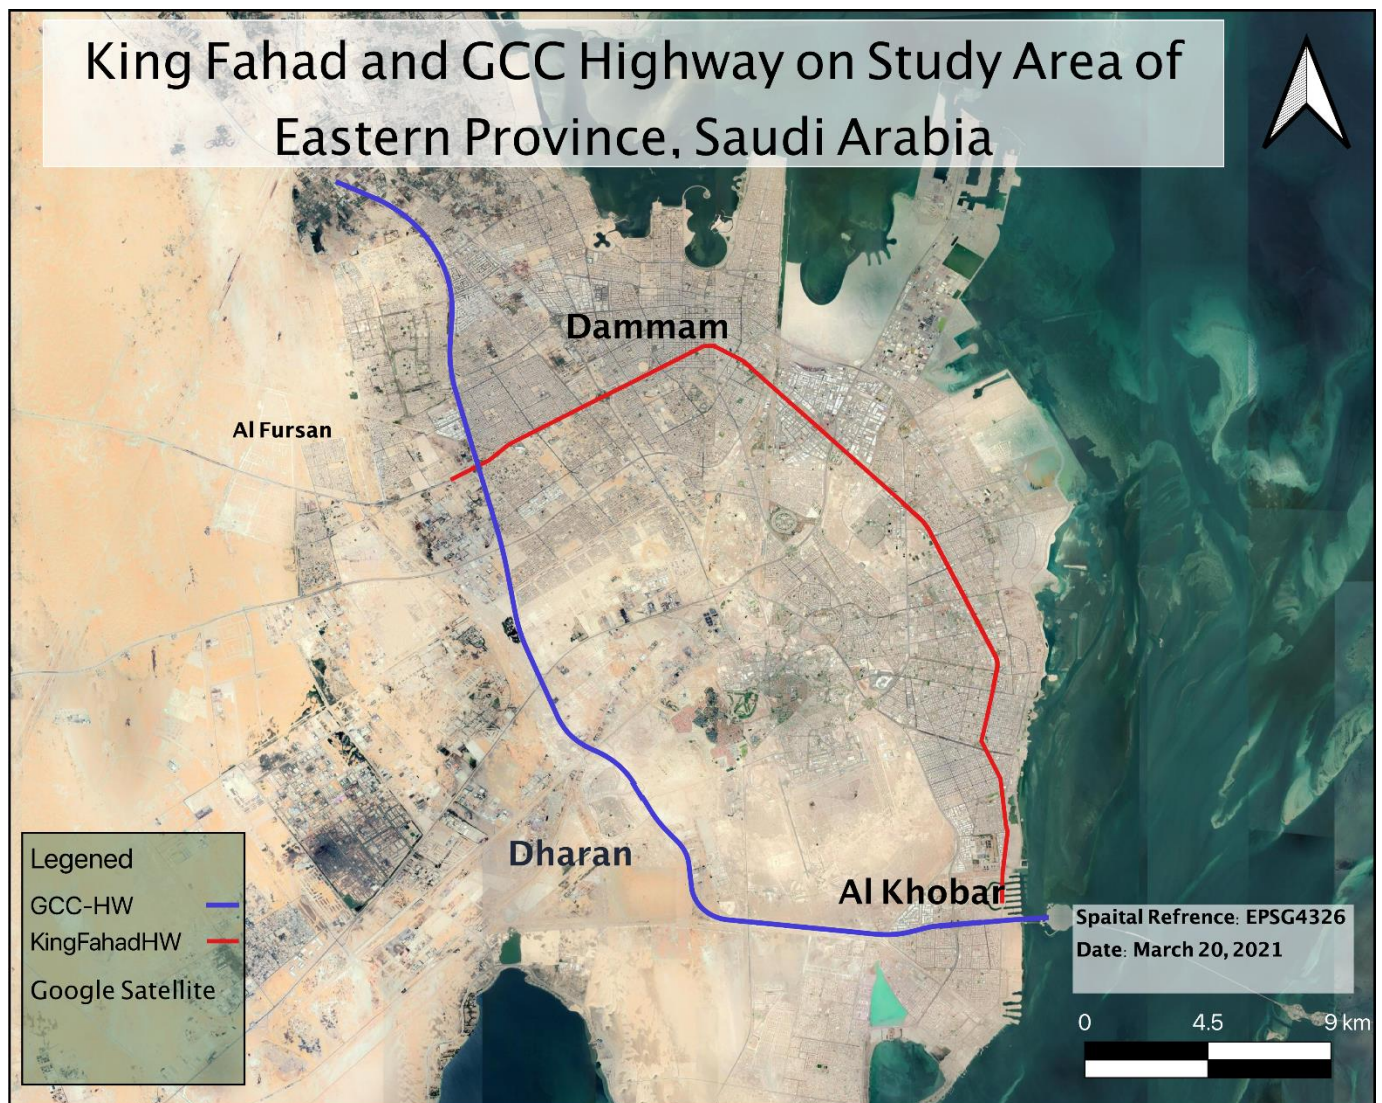 King Fahad and GCC Highway on Study Area of
Eastern Province, Saudi Arabia
Dammam
Al Fursan
Dharan
Al Khobar
Legened
GCC-HW
KingFahadHW
Google Satellite
Spaital Refrence: EPSG4326
Date: March 20, 2021
0 4.5 9 km